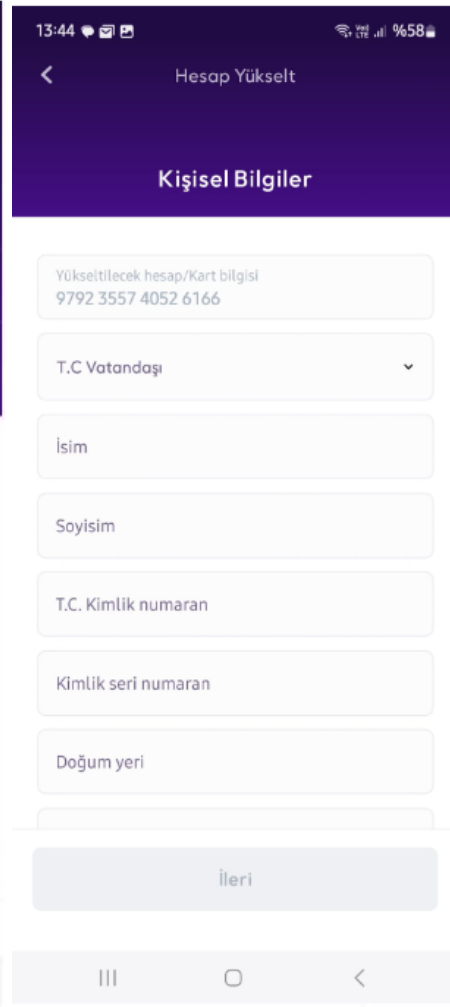 13:44 %58
Hesap Yükselt
Kişisel Bilgiler
Yükseltilecek hesap/Kart bilgisi
9792 3557 4052 6166
T.C Vatandaşı
İsim
Soyisim
T.C. Kimlik numaran
Kimlik seri numaran
Doğum yeri
İleri